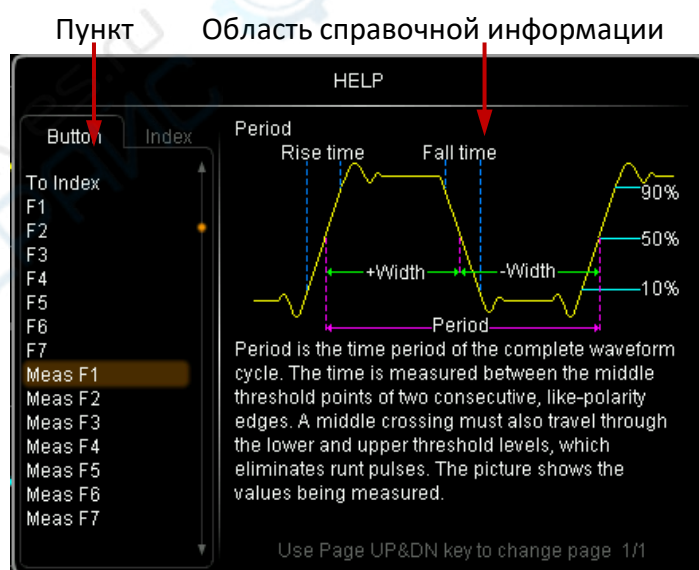 Пункт
Область справочной информации
HELP
Button
Index
To Index
F1
F2
F3
F4
F5
F6
F7
Meas F1
Meas F2
Meas F3
Meas F4
Meas F5
Meas F6
Meas F7
Period
Rise time
Fall time
90%
50%
10%
+Width
-Width
Period
Period is the time period of the complete waveform
cycle. The time is measured between the middle
threshold points of two consecutive, like-polarity
edges. A middle crossing must also travel through
the lower and upper threshold levels, which
eliminates runt pulses. The picture shows the
values being measured.
Use Page UP&DN key to change page 1/1